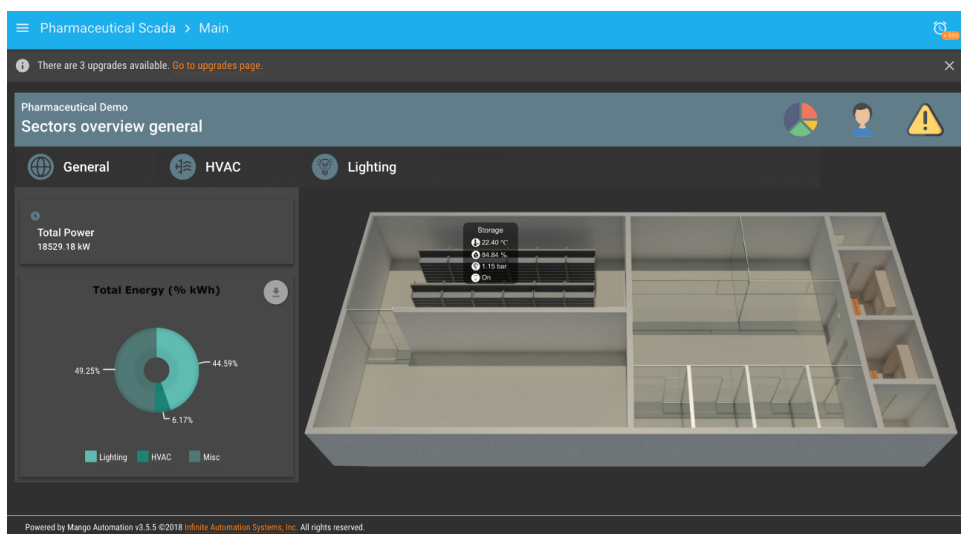 Pharmaceutical Scada > Main
>999
There are 3 upgrades available. Go to upgrades page.
Pharmaceutical Demo
Sectors overview general
General
HVAC
Lighting
Total Power
18529.18 kW
Total Energy (% kWh)
49.25%
44.59%
6.17%
Lighting
HVAC
Misc
Storage
22.40 °C
84.84 %
1.15 bar
On
Powered by Mango Automation v3.5.5 ©2018 Infinite Automation Systems, Inc. All rights reserved.